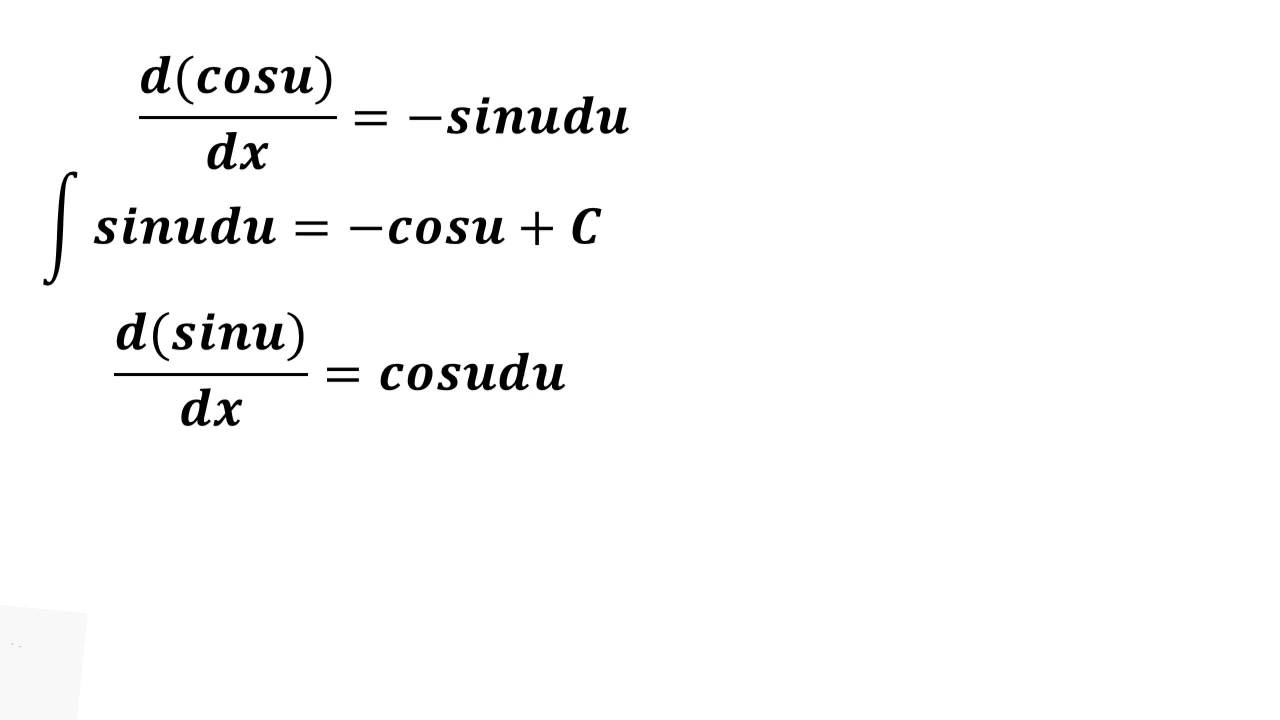 d(cosu)/dx = −sinudu
∫ sinudu = −cosu + C
d(sinu)/dx = cosudu